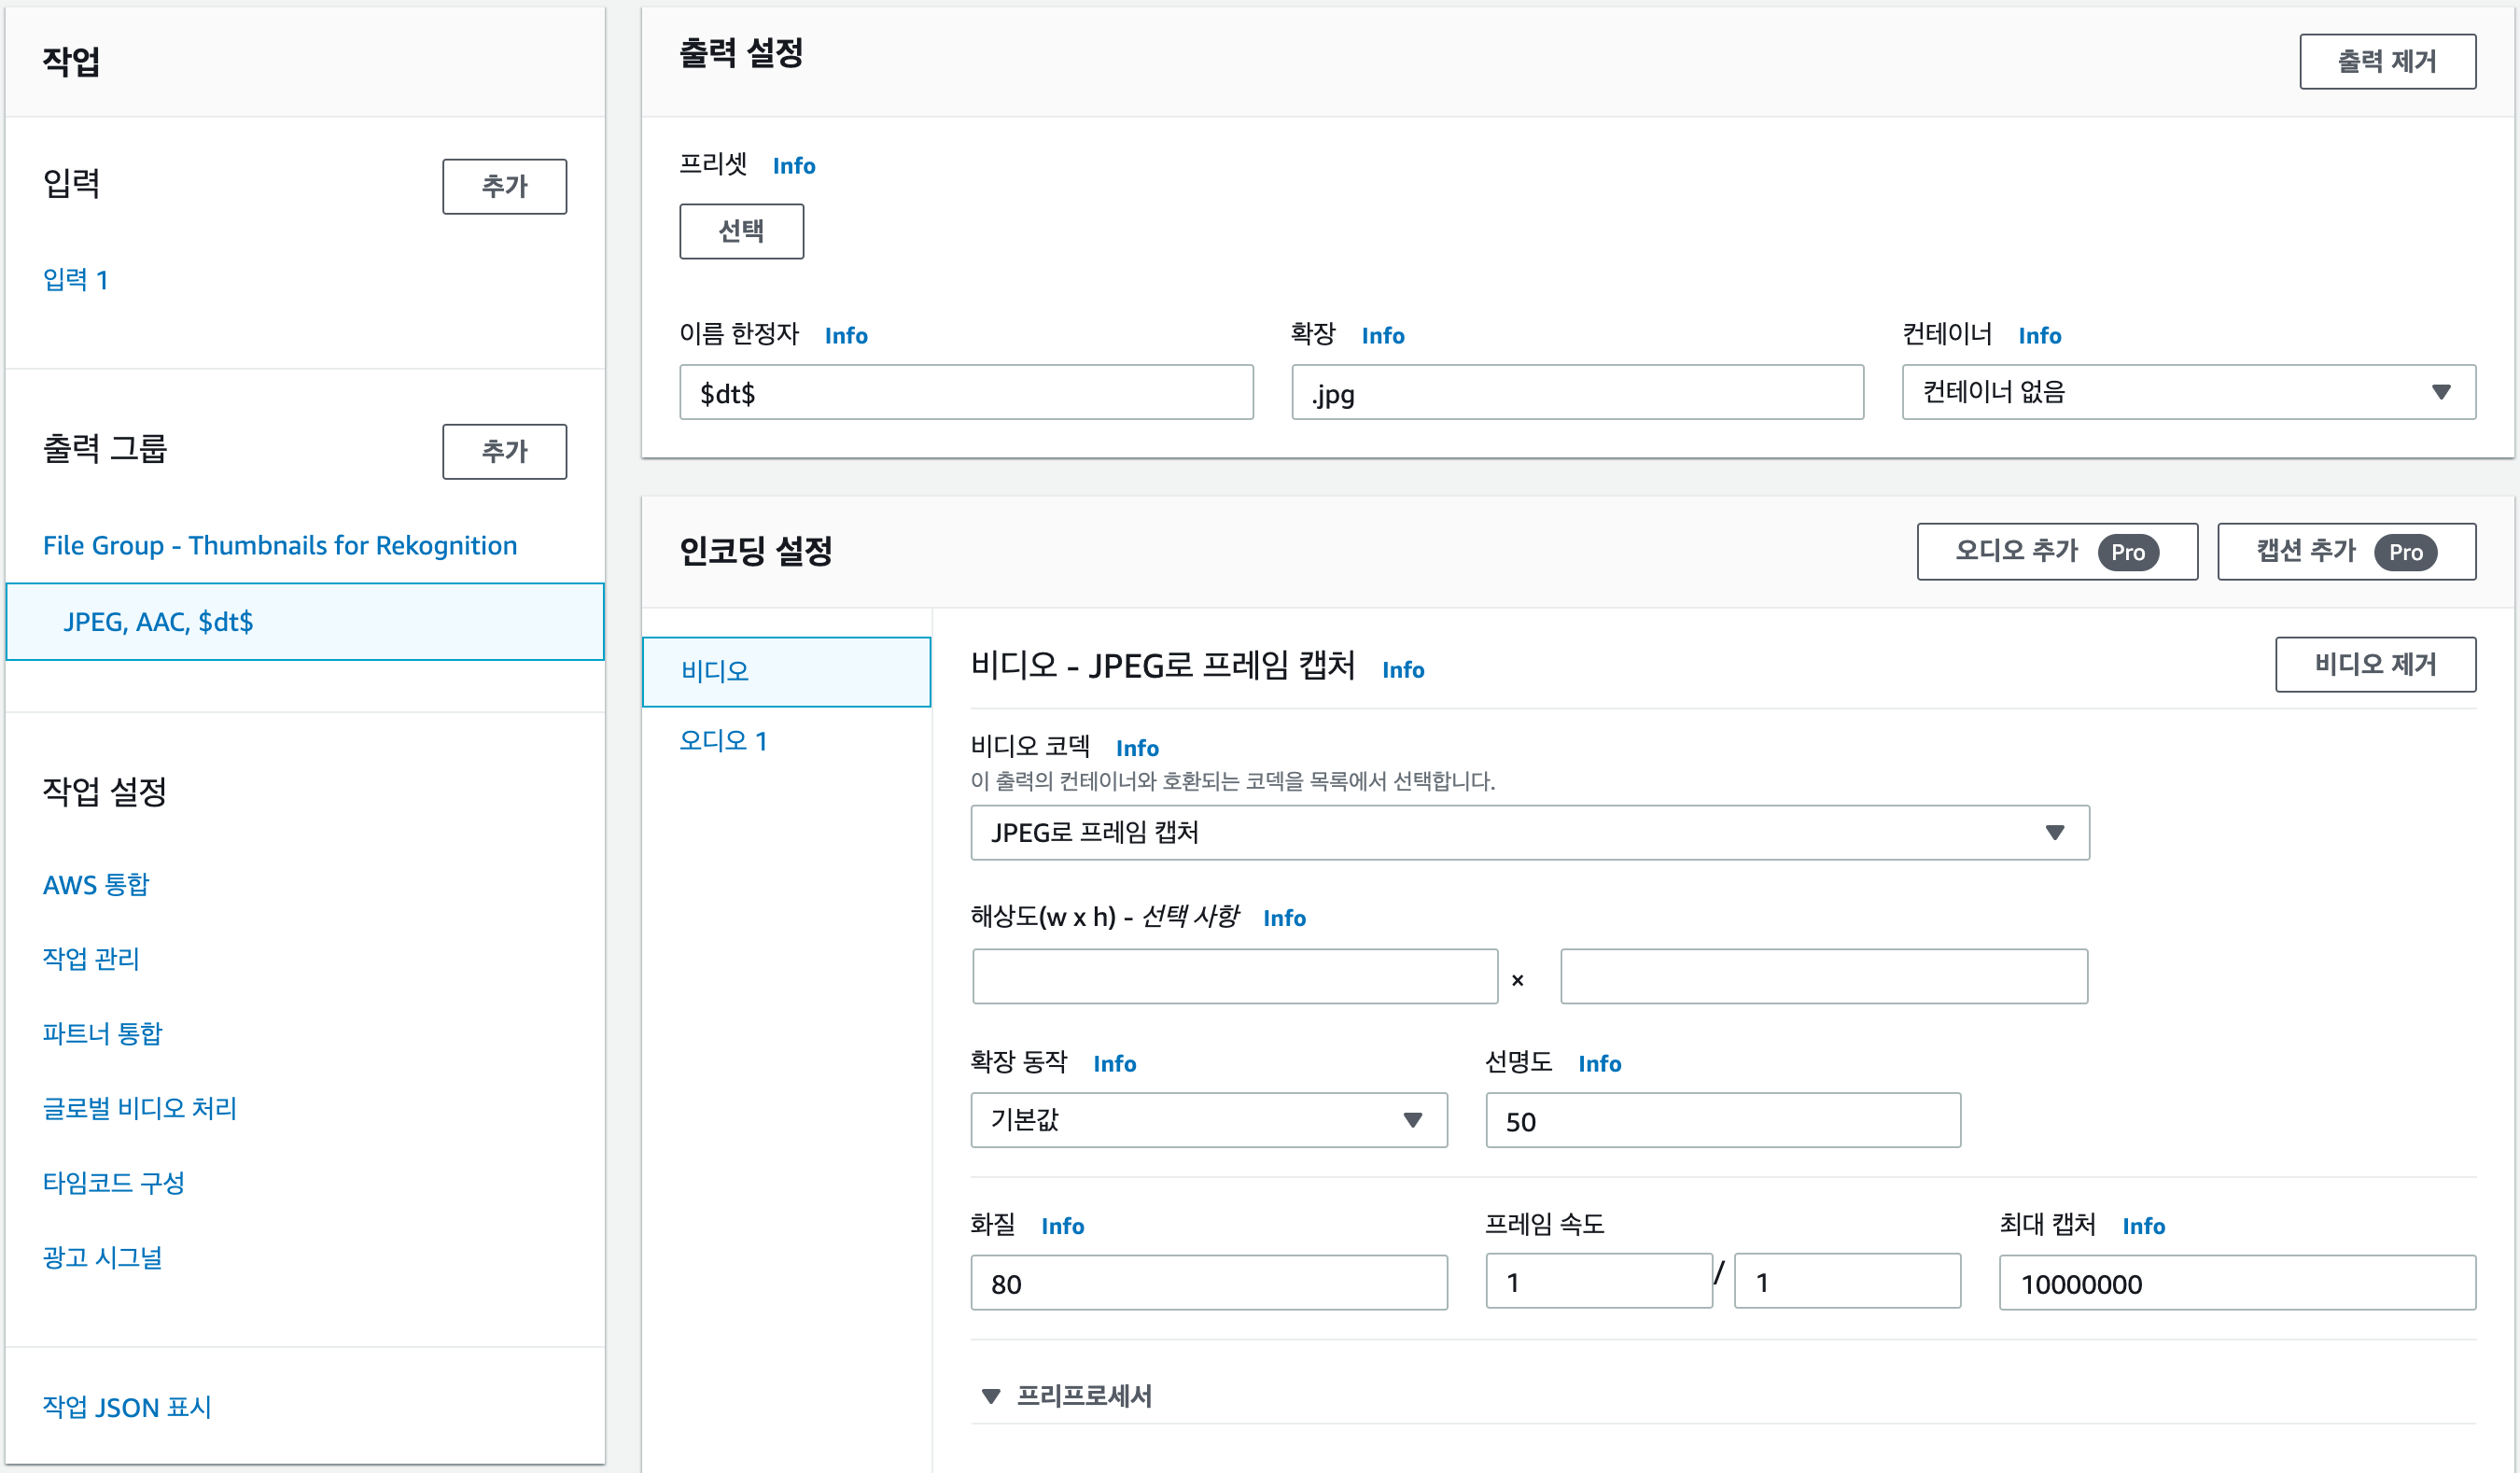 작업
입력
추가
입력 1
출력 그룹
추가
File Group - Thumbnails for Rekognition
JPEG, AAC, $dt$
작업 설정
AWS 통합
작업 관리
파트너 통합
글로벌 비디오 처리
타임코드 구성
광고 시그널
작업 JSON 표시
출력 설정
출력 제거
프리셋 Info
선택
이름 한정자 Info
확장 Info
컨테이너 Info
$dt$
.jpg
컨테이너 없음
인코딩 설정
오디오 추가 Pro
캡션 추가 Pro
비디오
오디오 1
비디오 - JPEG로 프레임 캡처 Info
비디오 제거
비디오 코덱 Info
이 출력의 컨테이너와 호환되는 코덱을 목록에서 선택합니다.
JPEG로 프레임 캡처
해상도(w x h) - 선택 사항 Info
×
확장 동작 Info
선명도 Info
기본값
50
화질 Info
프레임 속도
최대 캡처 Info
80
1 / 1
10000000
프리프로세서